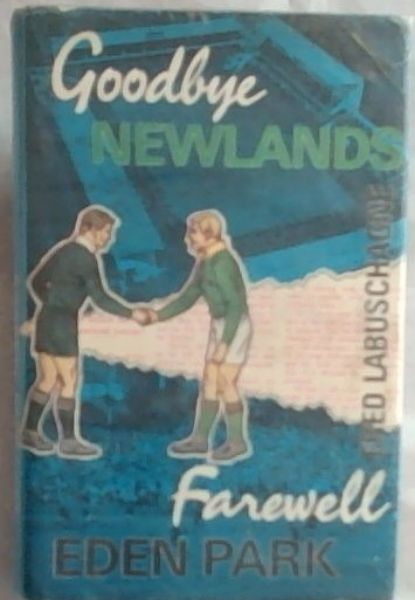 Goodbye
NEWLANDS
FRED LABUSCHAGNE
Farewell
EDEN PARK